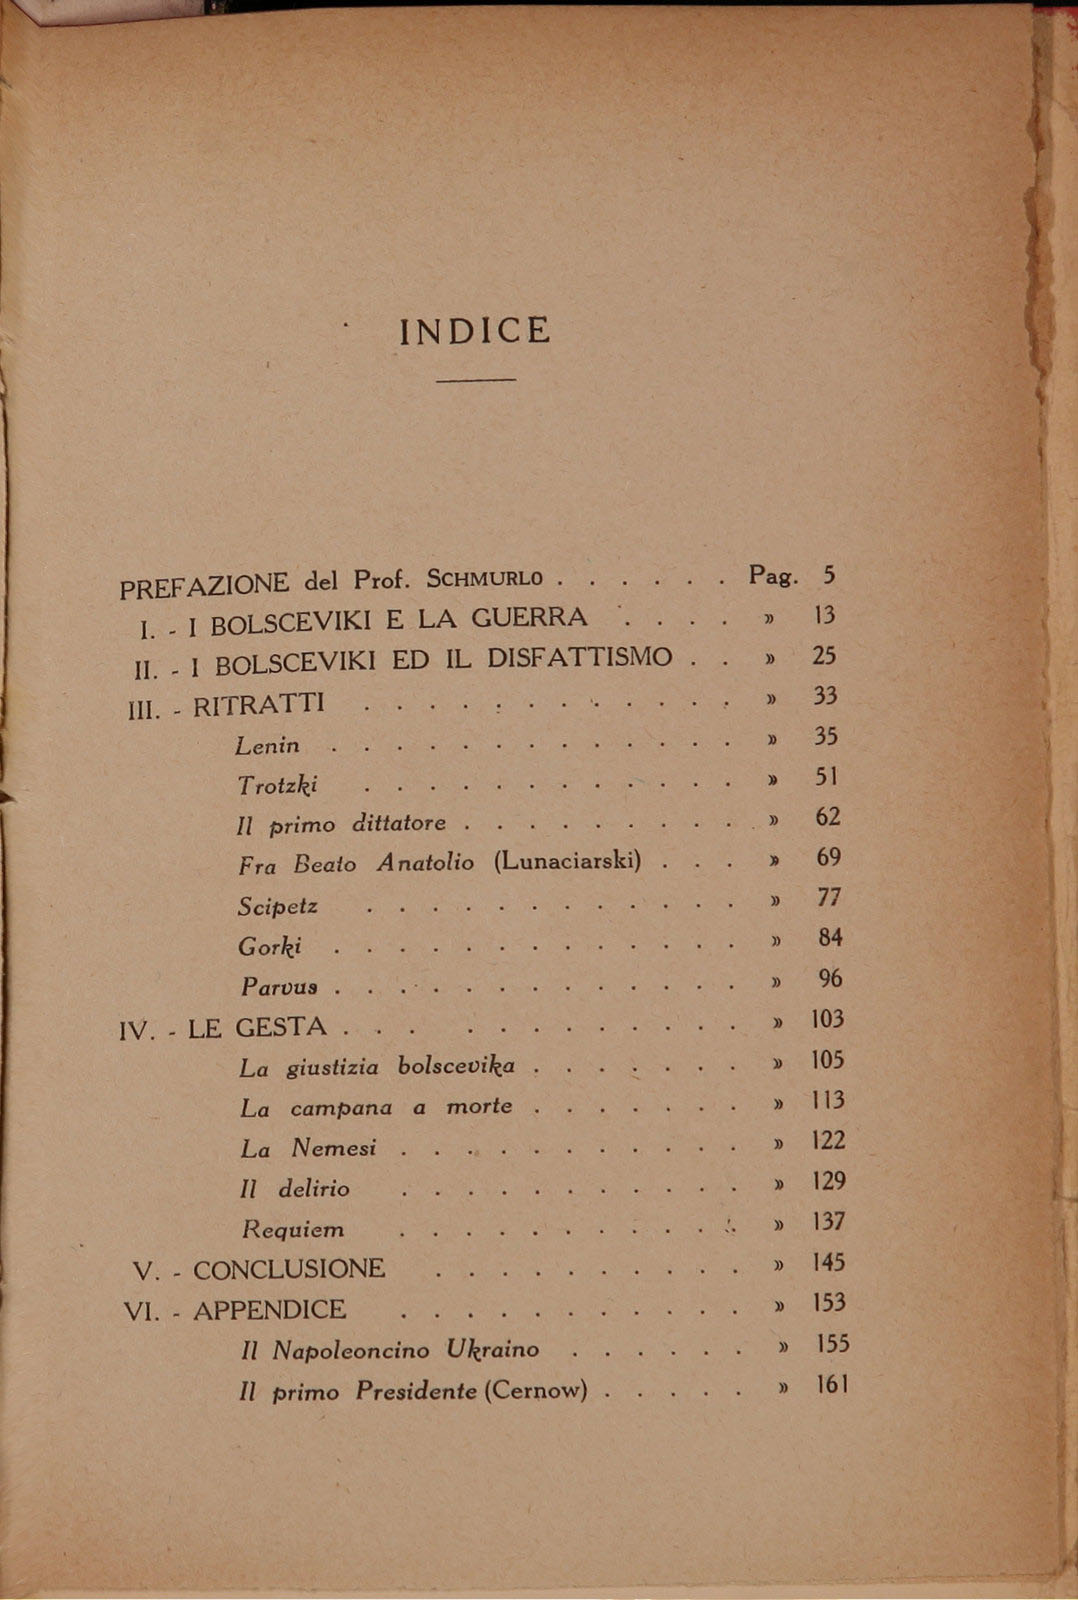 INDICE
PREFAZIONE del Prof. SCHMURLO . . . . . . Pag. 5
I. - I BOLSCEVIKI E LA GUERRA . . . . » 13
II. - I BOLSCEVIKI ED IL DISFATTISMO . . » 25
III. - RITRATTI . . . . . . . . . . . . » 33
Lenin . . . . . . . . . . . . . » 35
Trotzki . . . . . . . . . . . . » 51
Il primo dittatore . . . . . . . . . » 62
Fra Beato Anatolio (Lunaciarski) . . . » 69
Scipetz . . . . . . . . . . . . » 77
Gorki . . . . . . . . . . . . . » 84
Parvus . . . . . . . . . . . . . » 96
IV. - LE GESTA . . . . . . . . . . . . » 103
La giustizia bolscevika . . . . . . . » 105
La campana a morte . . . . . . . » 113
La Nemesi . . . . . . . . . . . » 122
Il delirio . . . . . . . . . . . » 129
Requiem . . . . . . . . . . . » 137
V. - CONCLUSIONE . . . . . . . . . . » 145
VI. - APPENDICE . . . . . . . . . . . » 153
Il Napoleoncino Ukraino . . . . . . » 155
Il primo Presidente (Cernow) . . . . . » 161